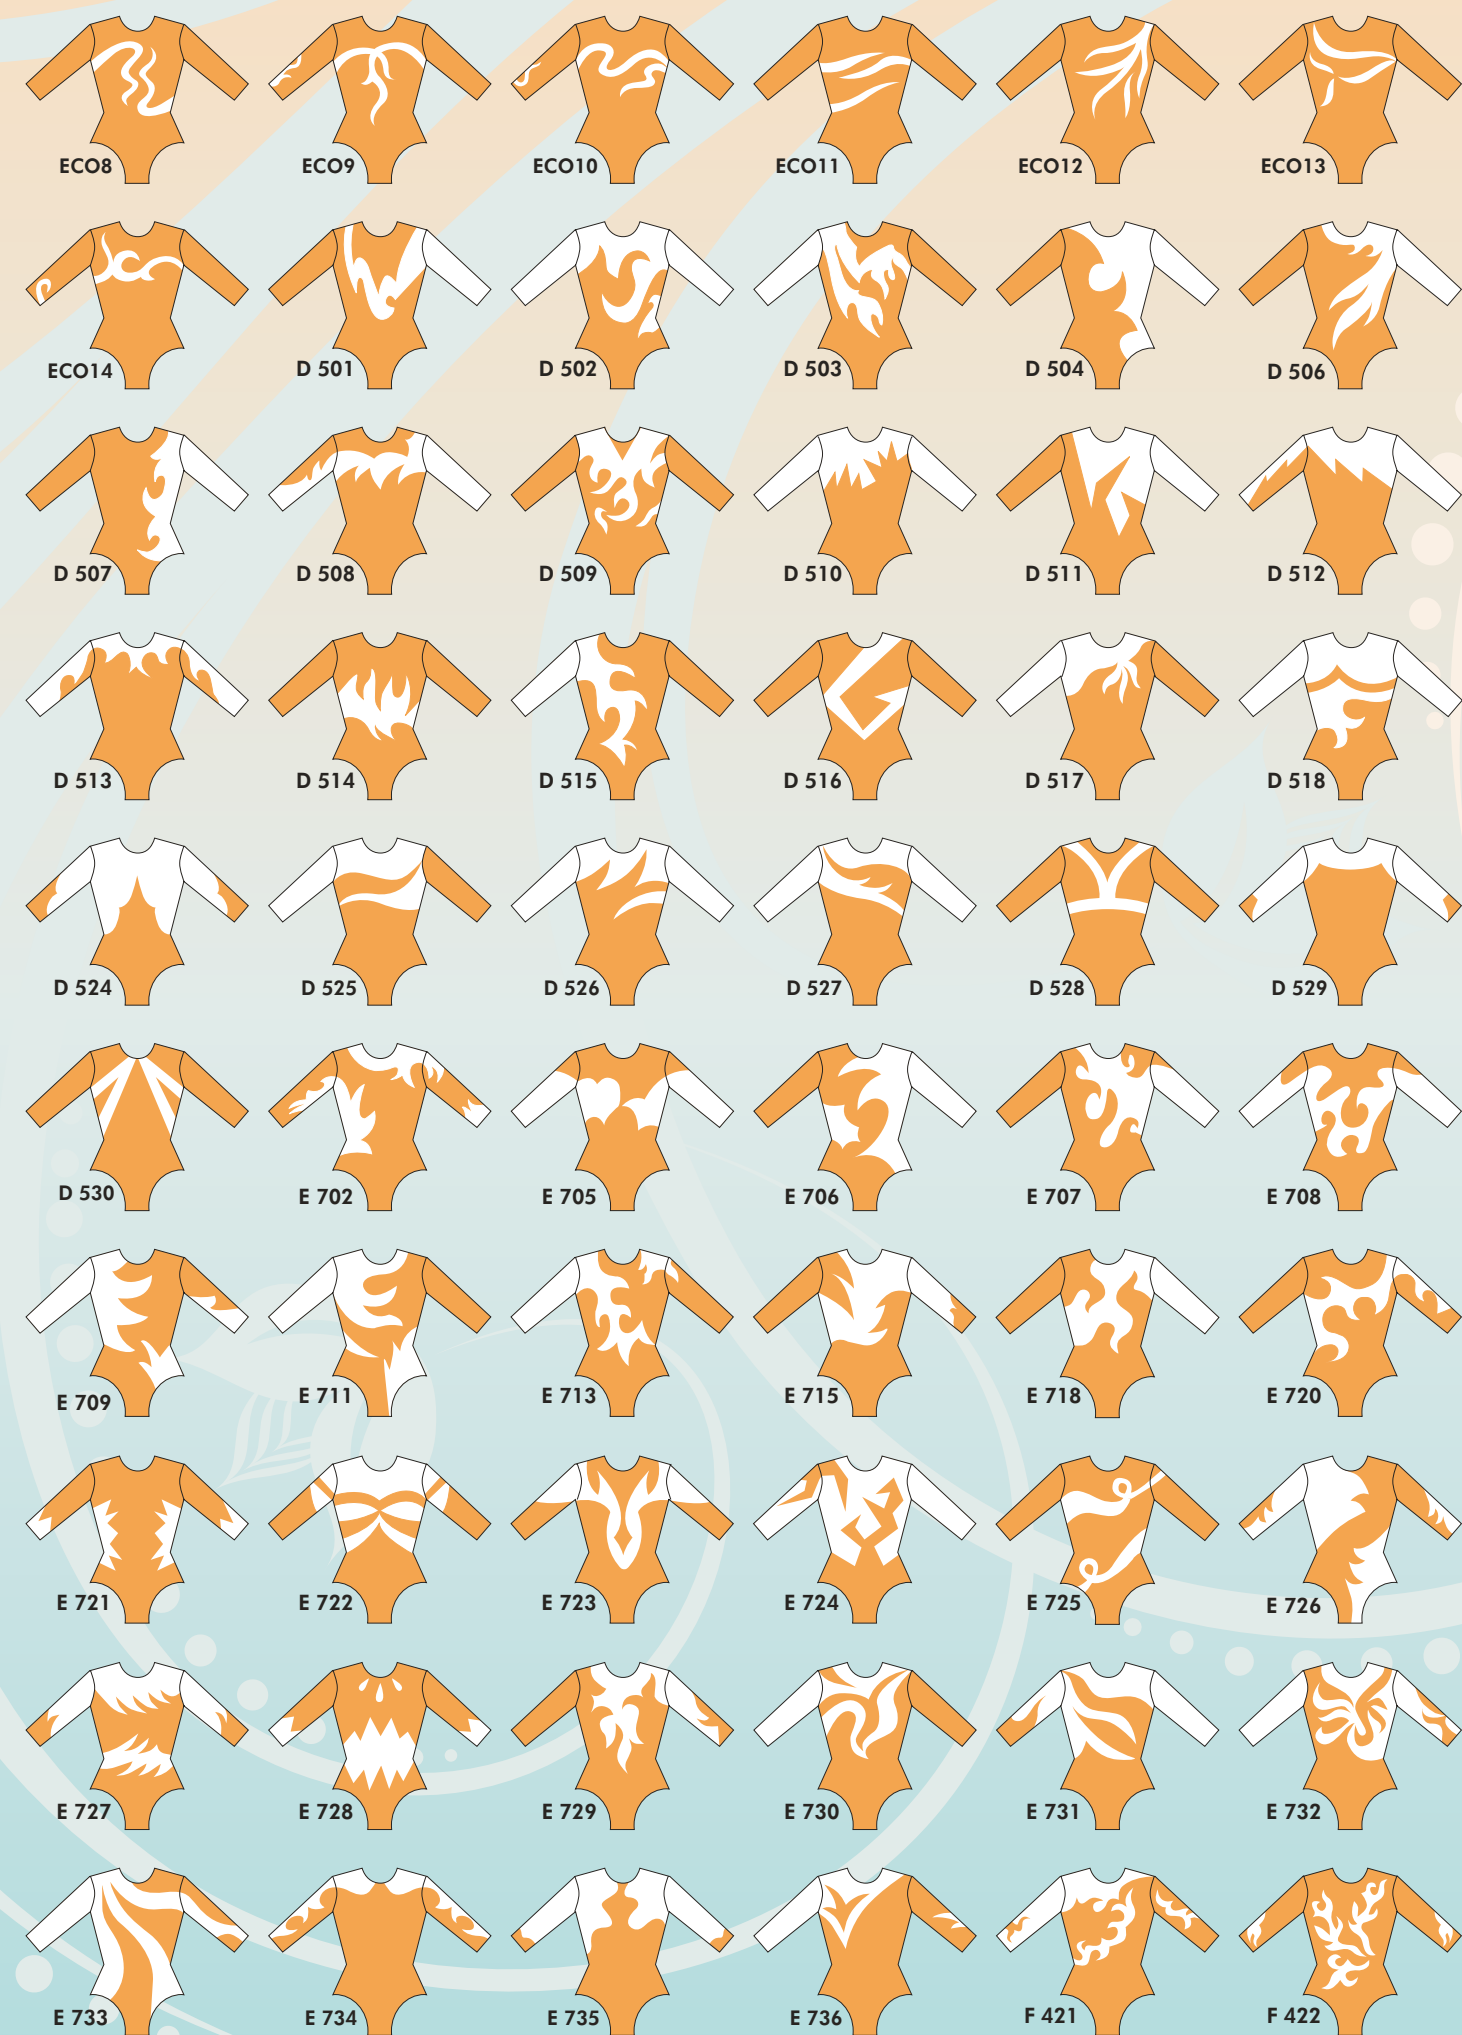 ECO8 ECO9 ECO10 ECO11 ECO12 ECO13
ECO14 D 501 D 502 D 503 D 504 D 506
D 507 D 508 D 509 D 510 D 511 D 512
D 513 D 514 D 515 D 516 D 517 D 518
D 524 D 525 D 526 D 527 D 528 D 529
D 530 E 702 E 705 E 706 E 707 E 708
E 709 E 711 E 713 E 715 E 718 E 720
E 721 E 722 E 723 E 724 E 725 E 726
E 727 E 728 E 729 E 730 E 731 E 732
E 733 E 734 E 735 E 736 F 421 F 422